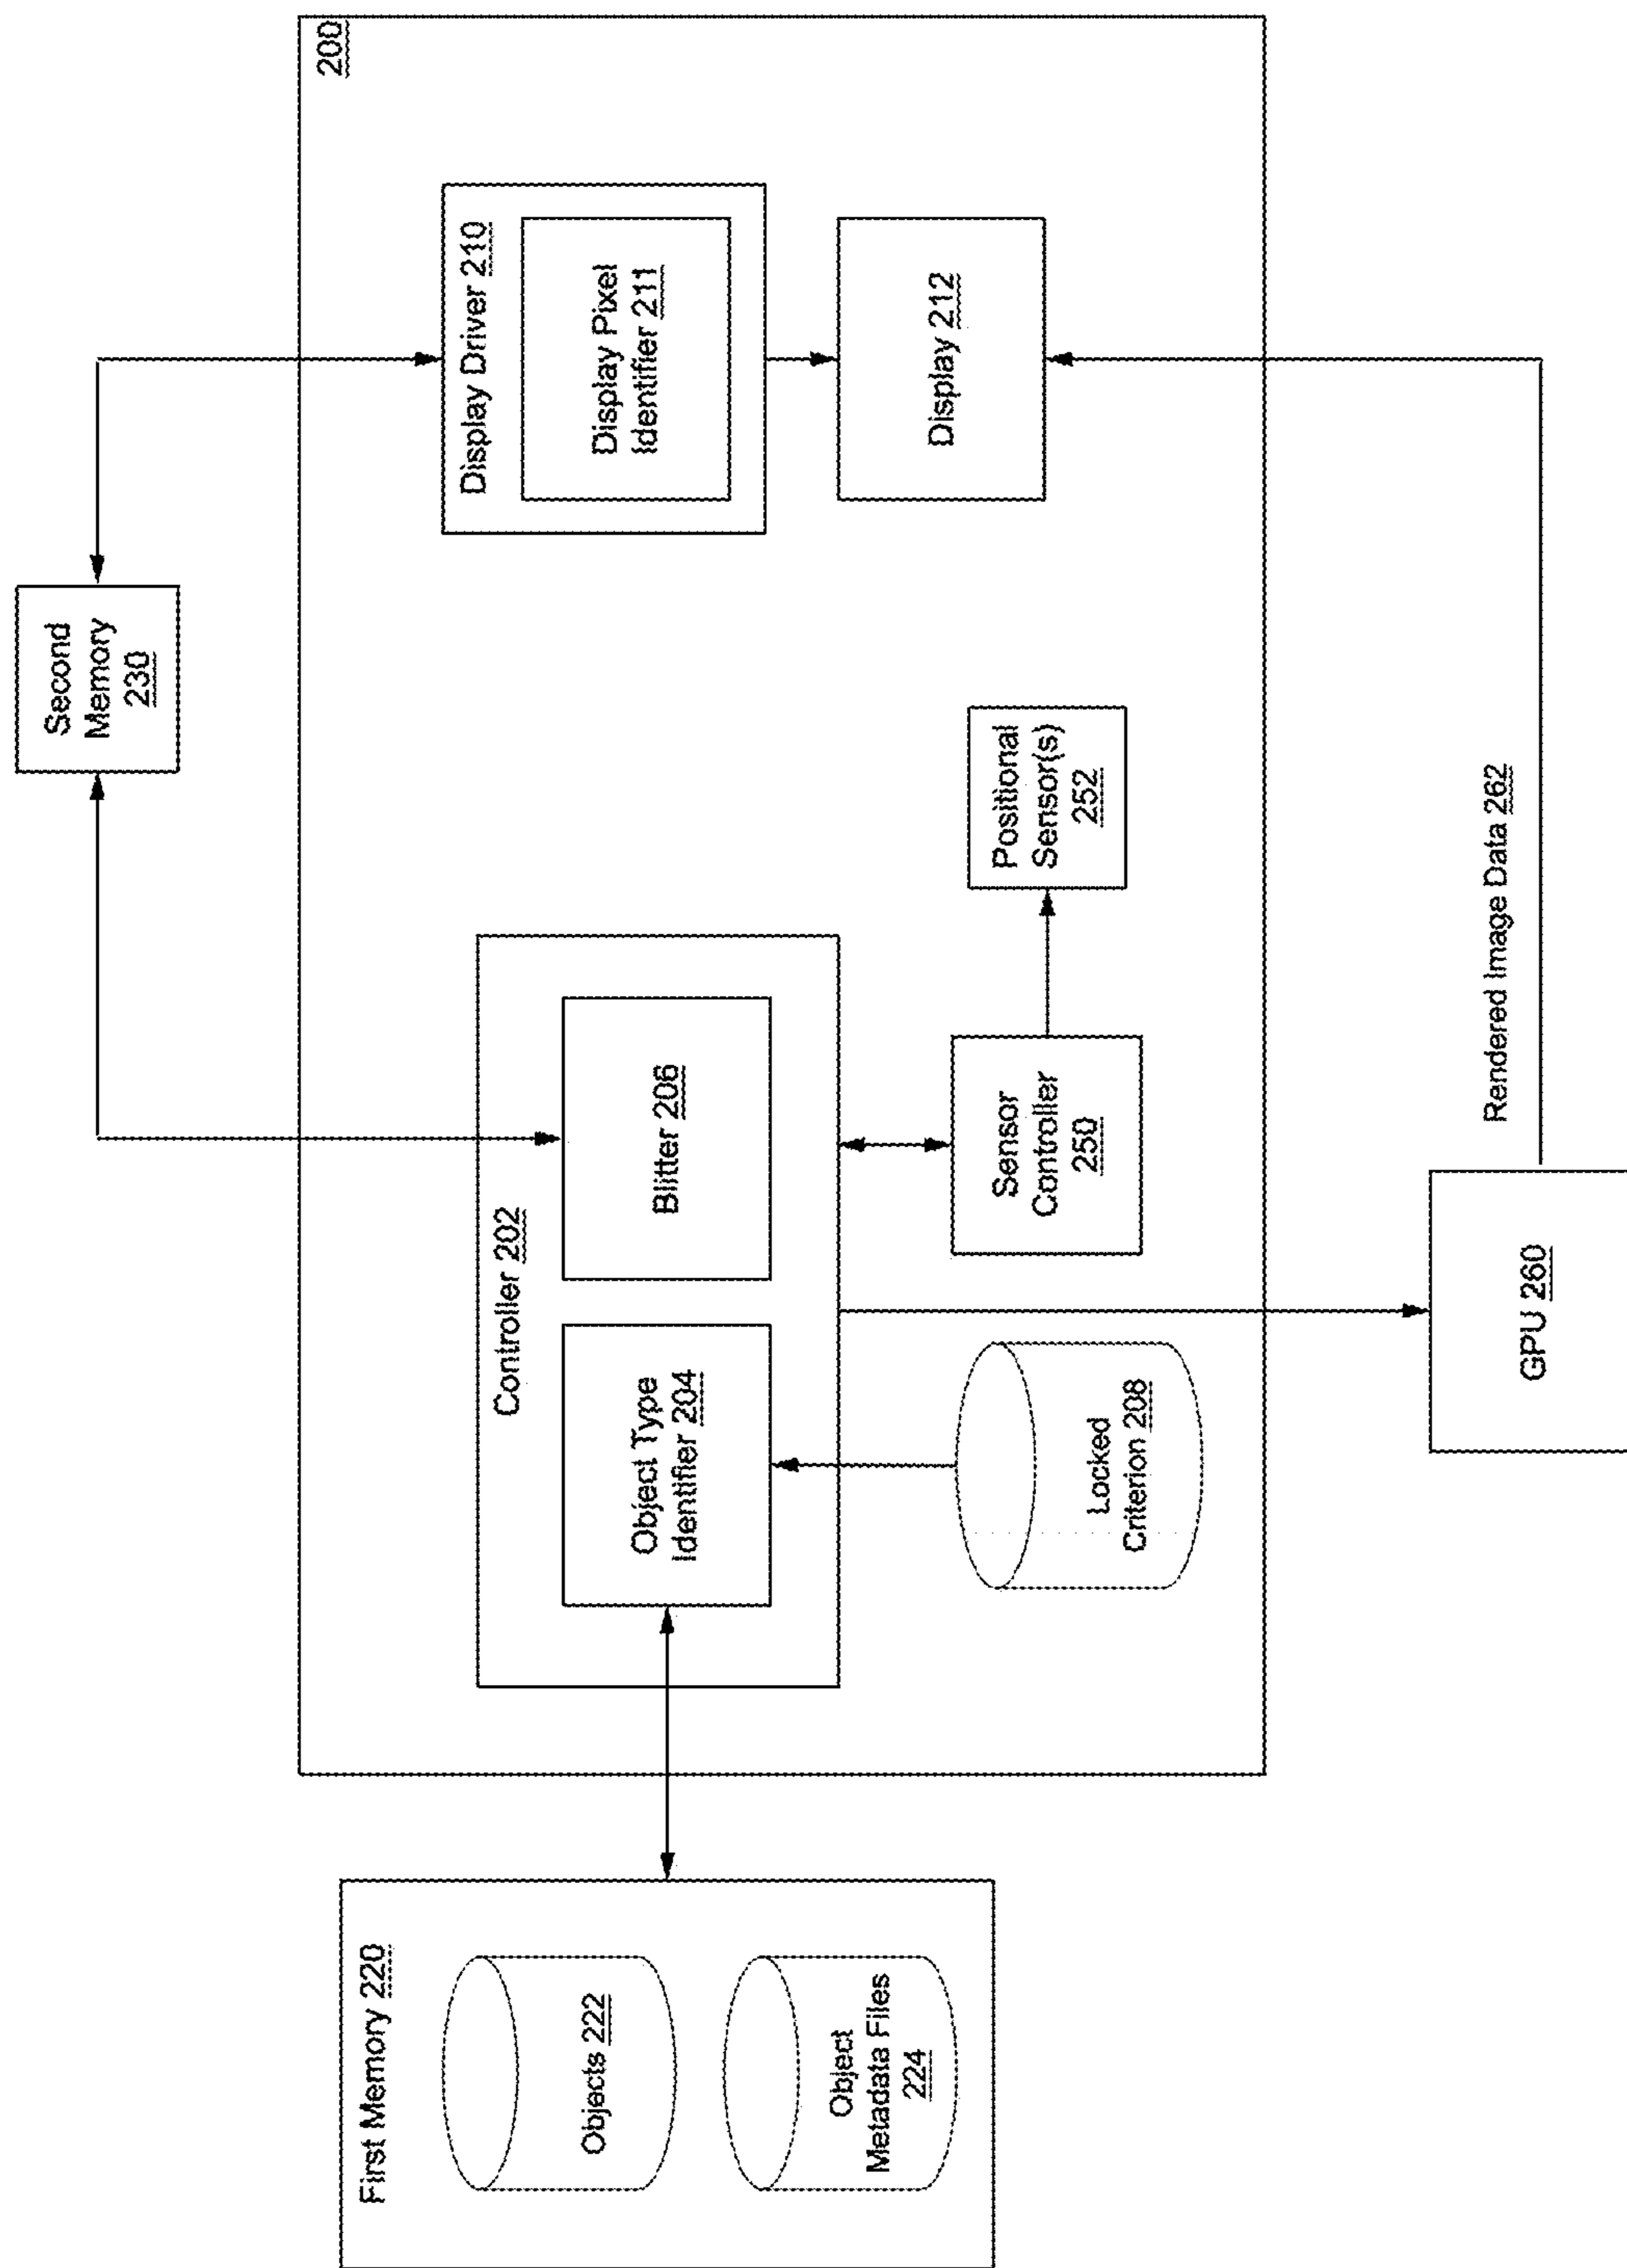 200
Second
Memory
230
First Memory 220
Objects 222
Object
Metadata Files
224
Controller 202
Object Type
Identifier 204
Blitter 206
Locked
Criterion 208
Sensor
Controller
250
Positional
Sensor(s)
252
Display Driver 210
Display Pixel
Identifier 211
Display 212
GPU 260
Rendered Image Data 262